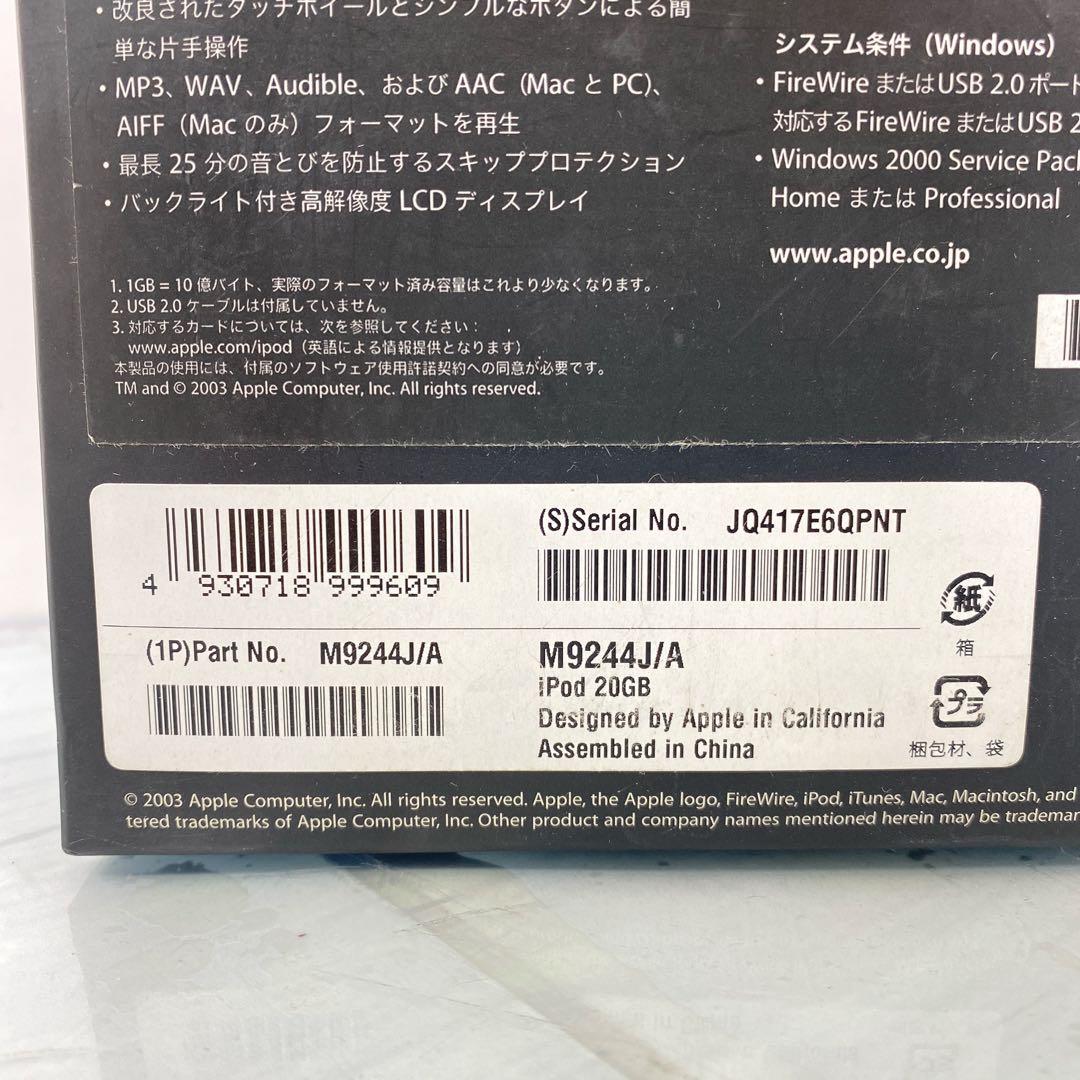 • 改良されたタッチホイールとシンプルなボタンによる簡
単な片手操作
• MP3、WAV、Audible、および AAC（Mac と PC)、
AIFF（Mac のみ）フォーマットを再生
• 最長 25 分の音とびを防止するスキッププロテクション
• バックライト付き高解像度 LCD ディスプレイ
システム条件（Windows）
• FireWire または USB 2.0 ポート
対応する FireWire または USB 2
• Windows 2000 Service Pack
Home または Professional
www.apple.co.jp
1. 1GB = 10 億バイト、実際のフォーマット済み容量はこれより少なくなります。
2. USB 2.0 ケーブルは付属していません。
3. 対応するカードについては、次を参照してください：
www.apple.com/ipod（英語による情報提供となります）
本製品の使用には、付属のソフトウェア使用許諾契約への同意が必要です。
TM and © 2003 Apple Computer, Inc. All rights reserved.
4 930718 999609
(S)Serial No. JQ417E6QPNT
(1P)Part No. M9244J/A
M9244J/A
iPod 20GB
Designed by Apple in California
Assembled in China
紙
箱
プラ
梱包材、袋
© 2003 Apple Computer, Inc. All rights reserved. Apple, the Apple logo, FireWire, iPod, iTunes, Mac, Macintosh, and
tered trademarks of Apple Computer, Inc. Other product and company names mentioned herein may be trademar